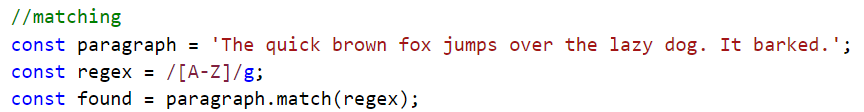 //matching
const paragraph = 'The quick brown fox jumps over the lazy dog. It barked.';
const regex = /[A-Z]/g;
const found = paragraph.match(regex);